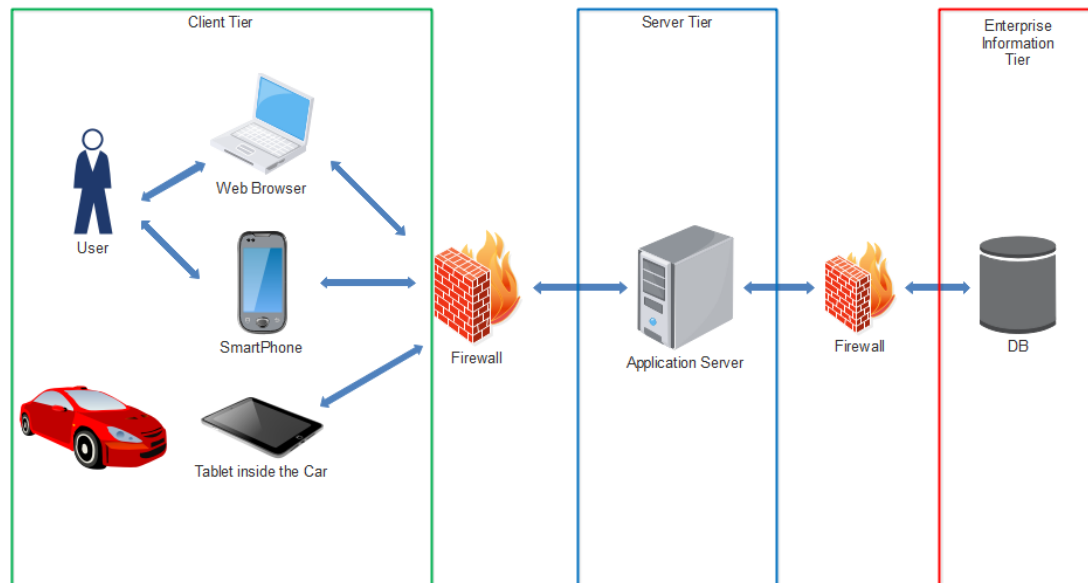 Client Tier
Server Tier
Enterprise
Information
Tier
Web Browser
User
SmartPhone
Firewall
Application Server
Firewall
DB
Tablet inside the Car